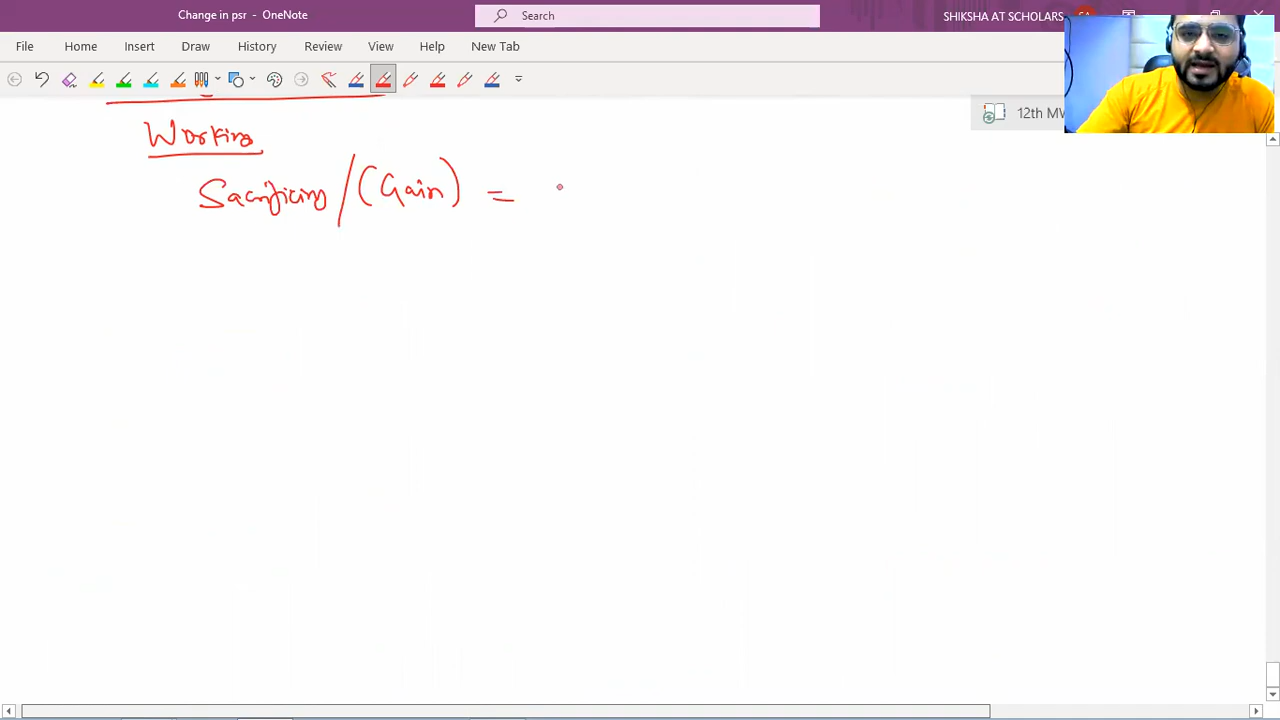 Change in psr - OneNote
Search
SHIKSHA AT SCHOLARS
File Home Insert Draw History Review View Help New Tab
12th
Working
Sacrificing/(Gain) =